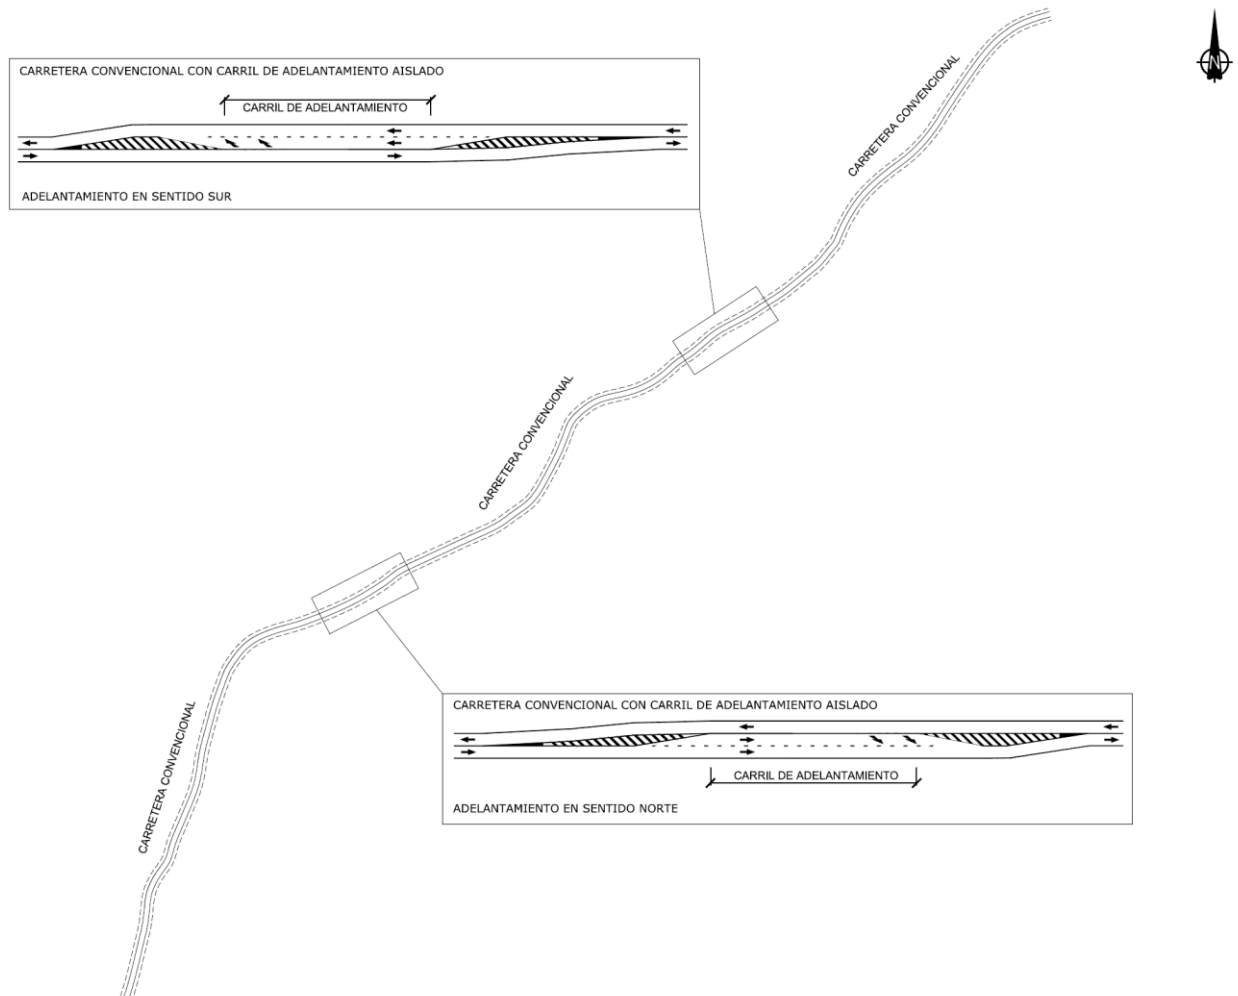 N
CARRETERA CONVENCIONAL CON CARRIL DE ADELANTAMIENTO AISLADO
CARRIL DE ADELANTAMIENTO
ADELANTAMIENTO EN SENTIDO SUR
CARRETERA CONVENCIONAL
CARRETERA CONVENCIONAL
CARRETERA CONVENCIONAL CON CARRIL DE ADELANTAMIENTO AISLADO
CARRIL DE ADELANTAMIENTO
ADELANTAMIENTO EN SENTIDO NORTE
CARRETERA CONVENCIONAL